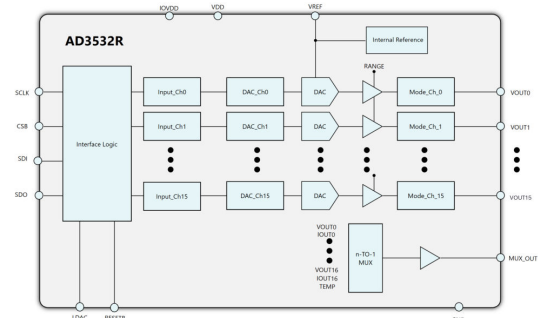 IOVDD VDD VREF
AD3532R
Internal Reference
RANGE
SCLK Input_Ch0 DAC_Ch0 DAC Mode_Ch_0 VOUT0
CSB Input_Ch1 DAC_Ch1 DAC Mode_Ch_1 VOUT1
Interface Logic
SDI
SDO Input_Ch15 DAC_Ch15 DAC Mode_Ch_15 VOUT15
VOUT0
IOUT0
n-TO-1
MUX
MUX_OUT
VOUT16
IOUT16
TEMP
LDAC